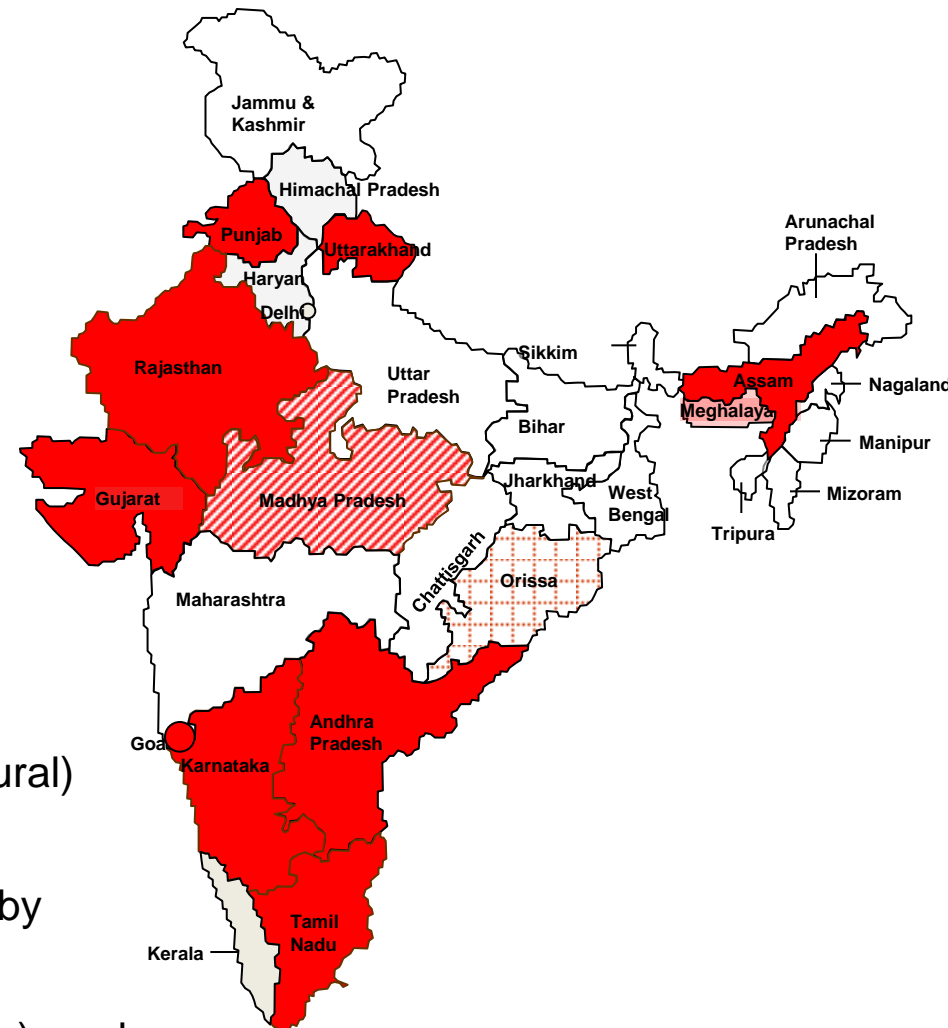 Jammu &
Kashmir
Himachal Pradesh
Punjab
Uttarakhand
Haryan
Delhi
Arunachal
Pradesh
Rajasthan
Uttar
Pradesh
Sikkim
Assam
Nagaland
Meghalaya
Bihar
Manipur
Gujarat
Madhya Pradesh
Jharkhand
West
Bengal
Mizoram
Tripura
Chattisgarh
Orissa
Maharashtra
Andhra
Pradesh
Goa
Karnataka
ural)
by
Tamil
Nadu
Kerala